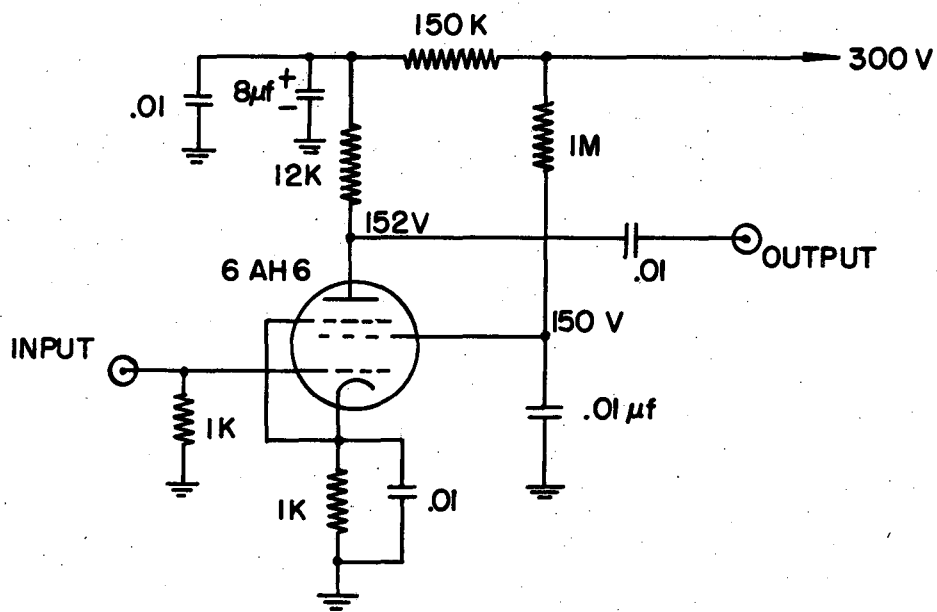 150 K
300 V
.01
8μf
+
−
12K
1M
152V
.01
OUTPUT
6 AH 6
150 V
INPUT
.01 μf
1K
1K
.01